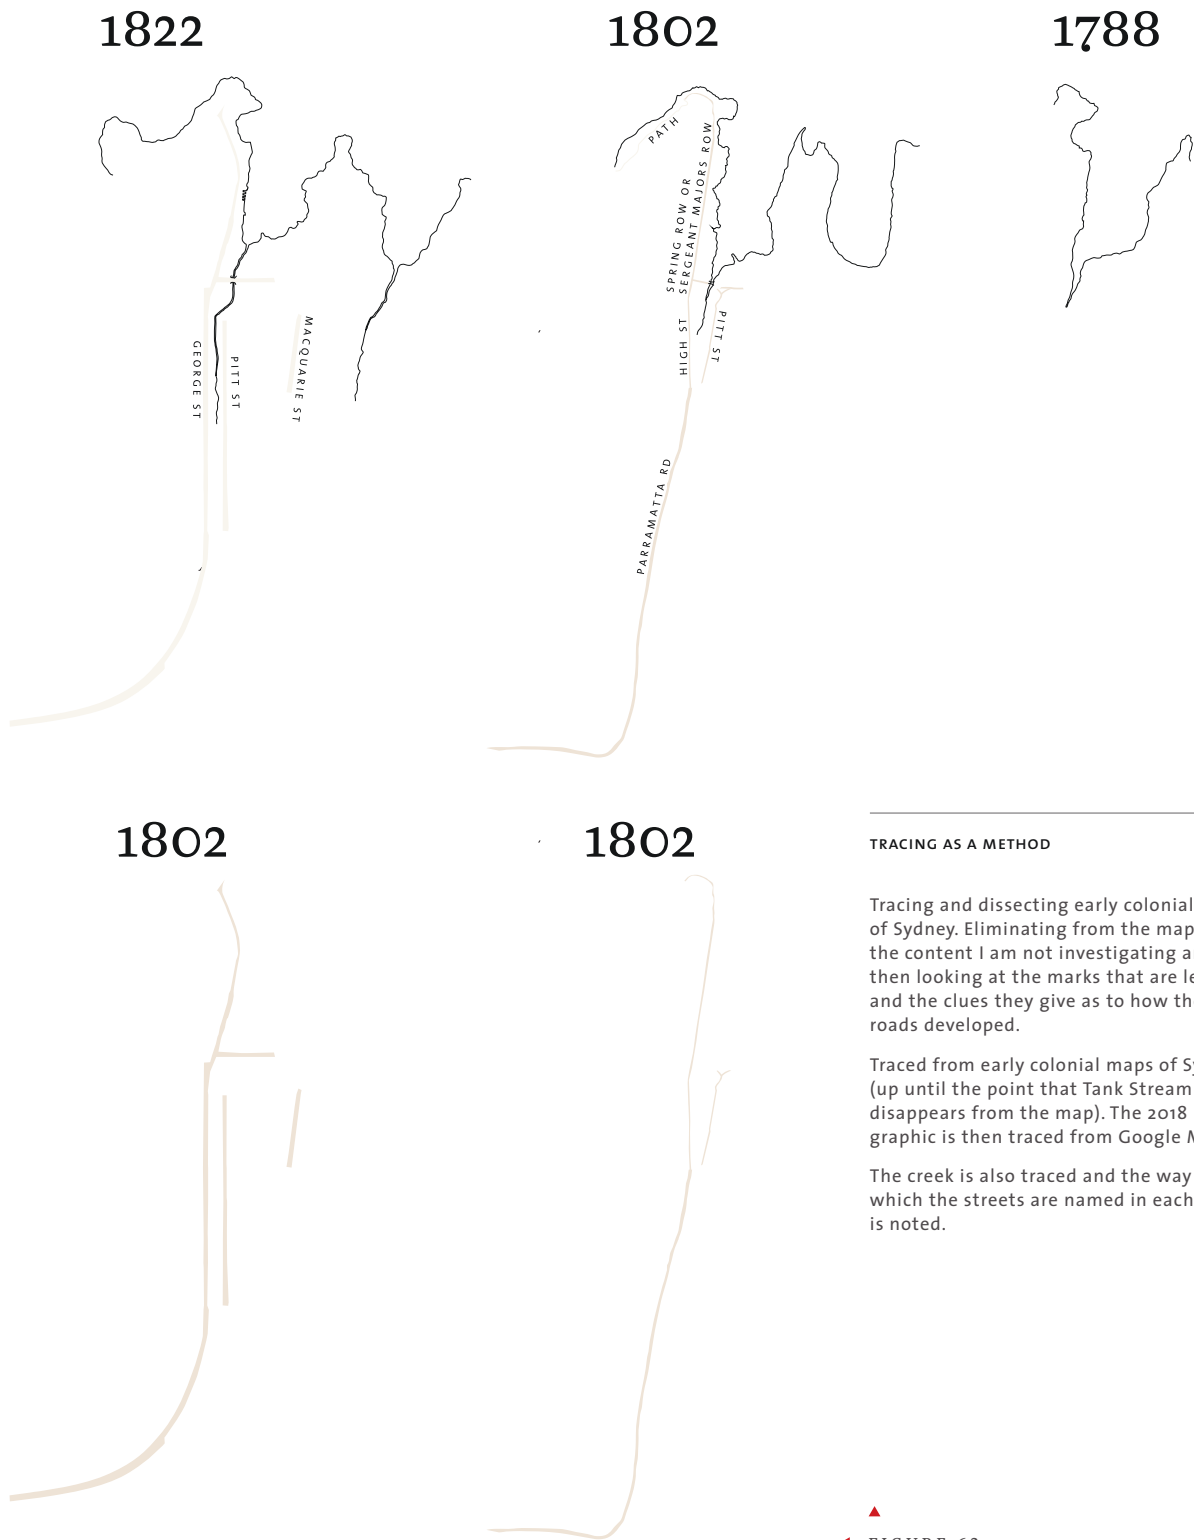 1822
1802
1788
PATH
SPRING ROW OR
SERGEANT MAJORS ROW
HIGH ST
PITT ST
GEORGE ST
PITT ST
MACQUARIE ST
PARRAMATTA RD
1802
1802
TRACING AS A METHOD
Tracing and dissecting early colonial
of Sydney. Eliminating from the map
the content I am not investigating a
then looking at the marks that are le
and the clues they give as to how the
roads developed.
Traced from early colonial maps of Sy
(up until the point that Tank Stream
disappears from the map). The 2018
graphic is then traced from Google M
The creek is also traced and the way
which the streets are named in each
is noted.